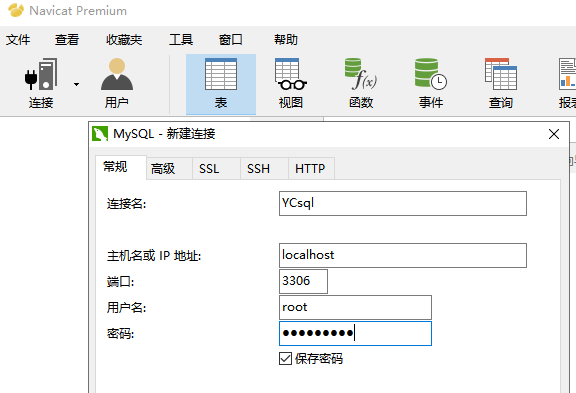 Navicat Premium
文件 查看 收藏夹 工具 窗口 帮助
连接 用户 表 视图 f(x) 函数 事件 查询 报表
MySQL - 新建连接
常规 高级 SSL SSH HTTP
连接名: YCsql
主机名或 IP 地址: localhost
端口: 3306
用户名: root
密码: ●●●●●●●●●
保存密码